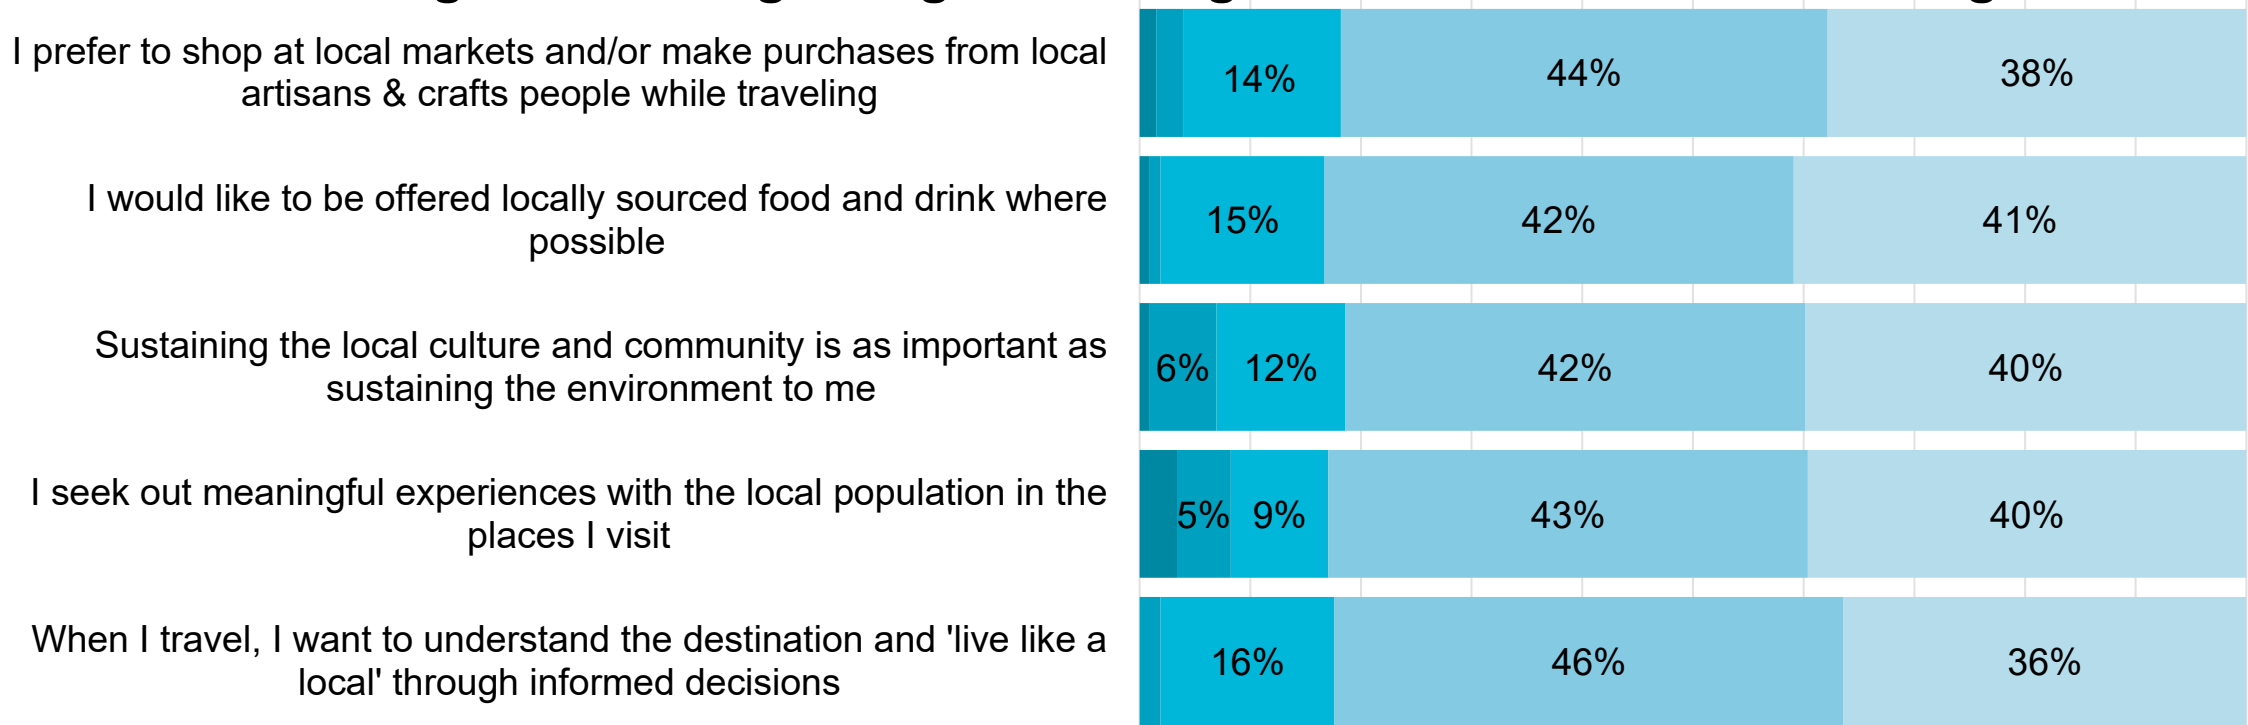 I prefer to shop at local markets and/or make purchases from local
artisans & crafts people while traveling
14% 44% 38%
I would like to be offered locally sourced food and drink where
possible
15% 42% 41%
Sustaining the local culture and community is as important as
sustaining the environment to me
6% 12% 42% 40%
I seek out meaningful experiences with the local population in the
places I visit
5% 9% 43% 40%
When I travel, I want to understand the destination and 'live like a
local' through informed decisions
16% 46% 36%